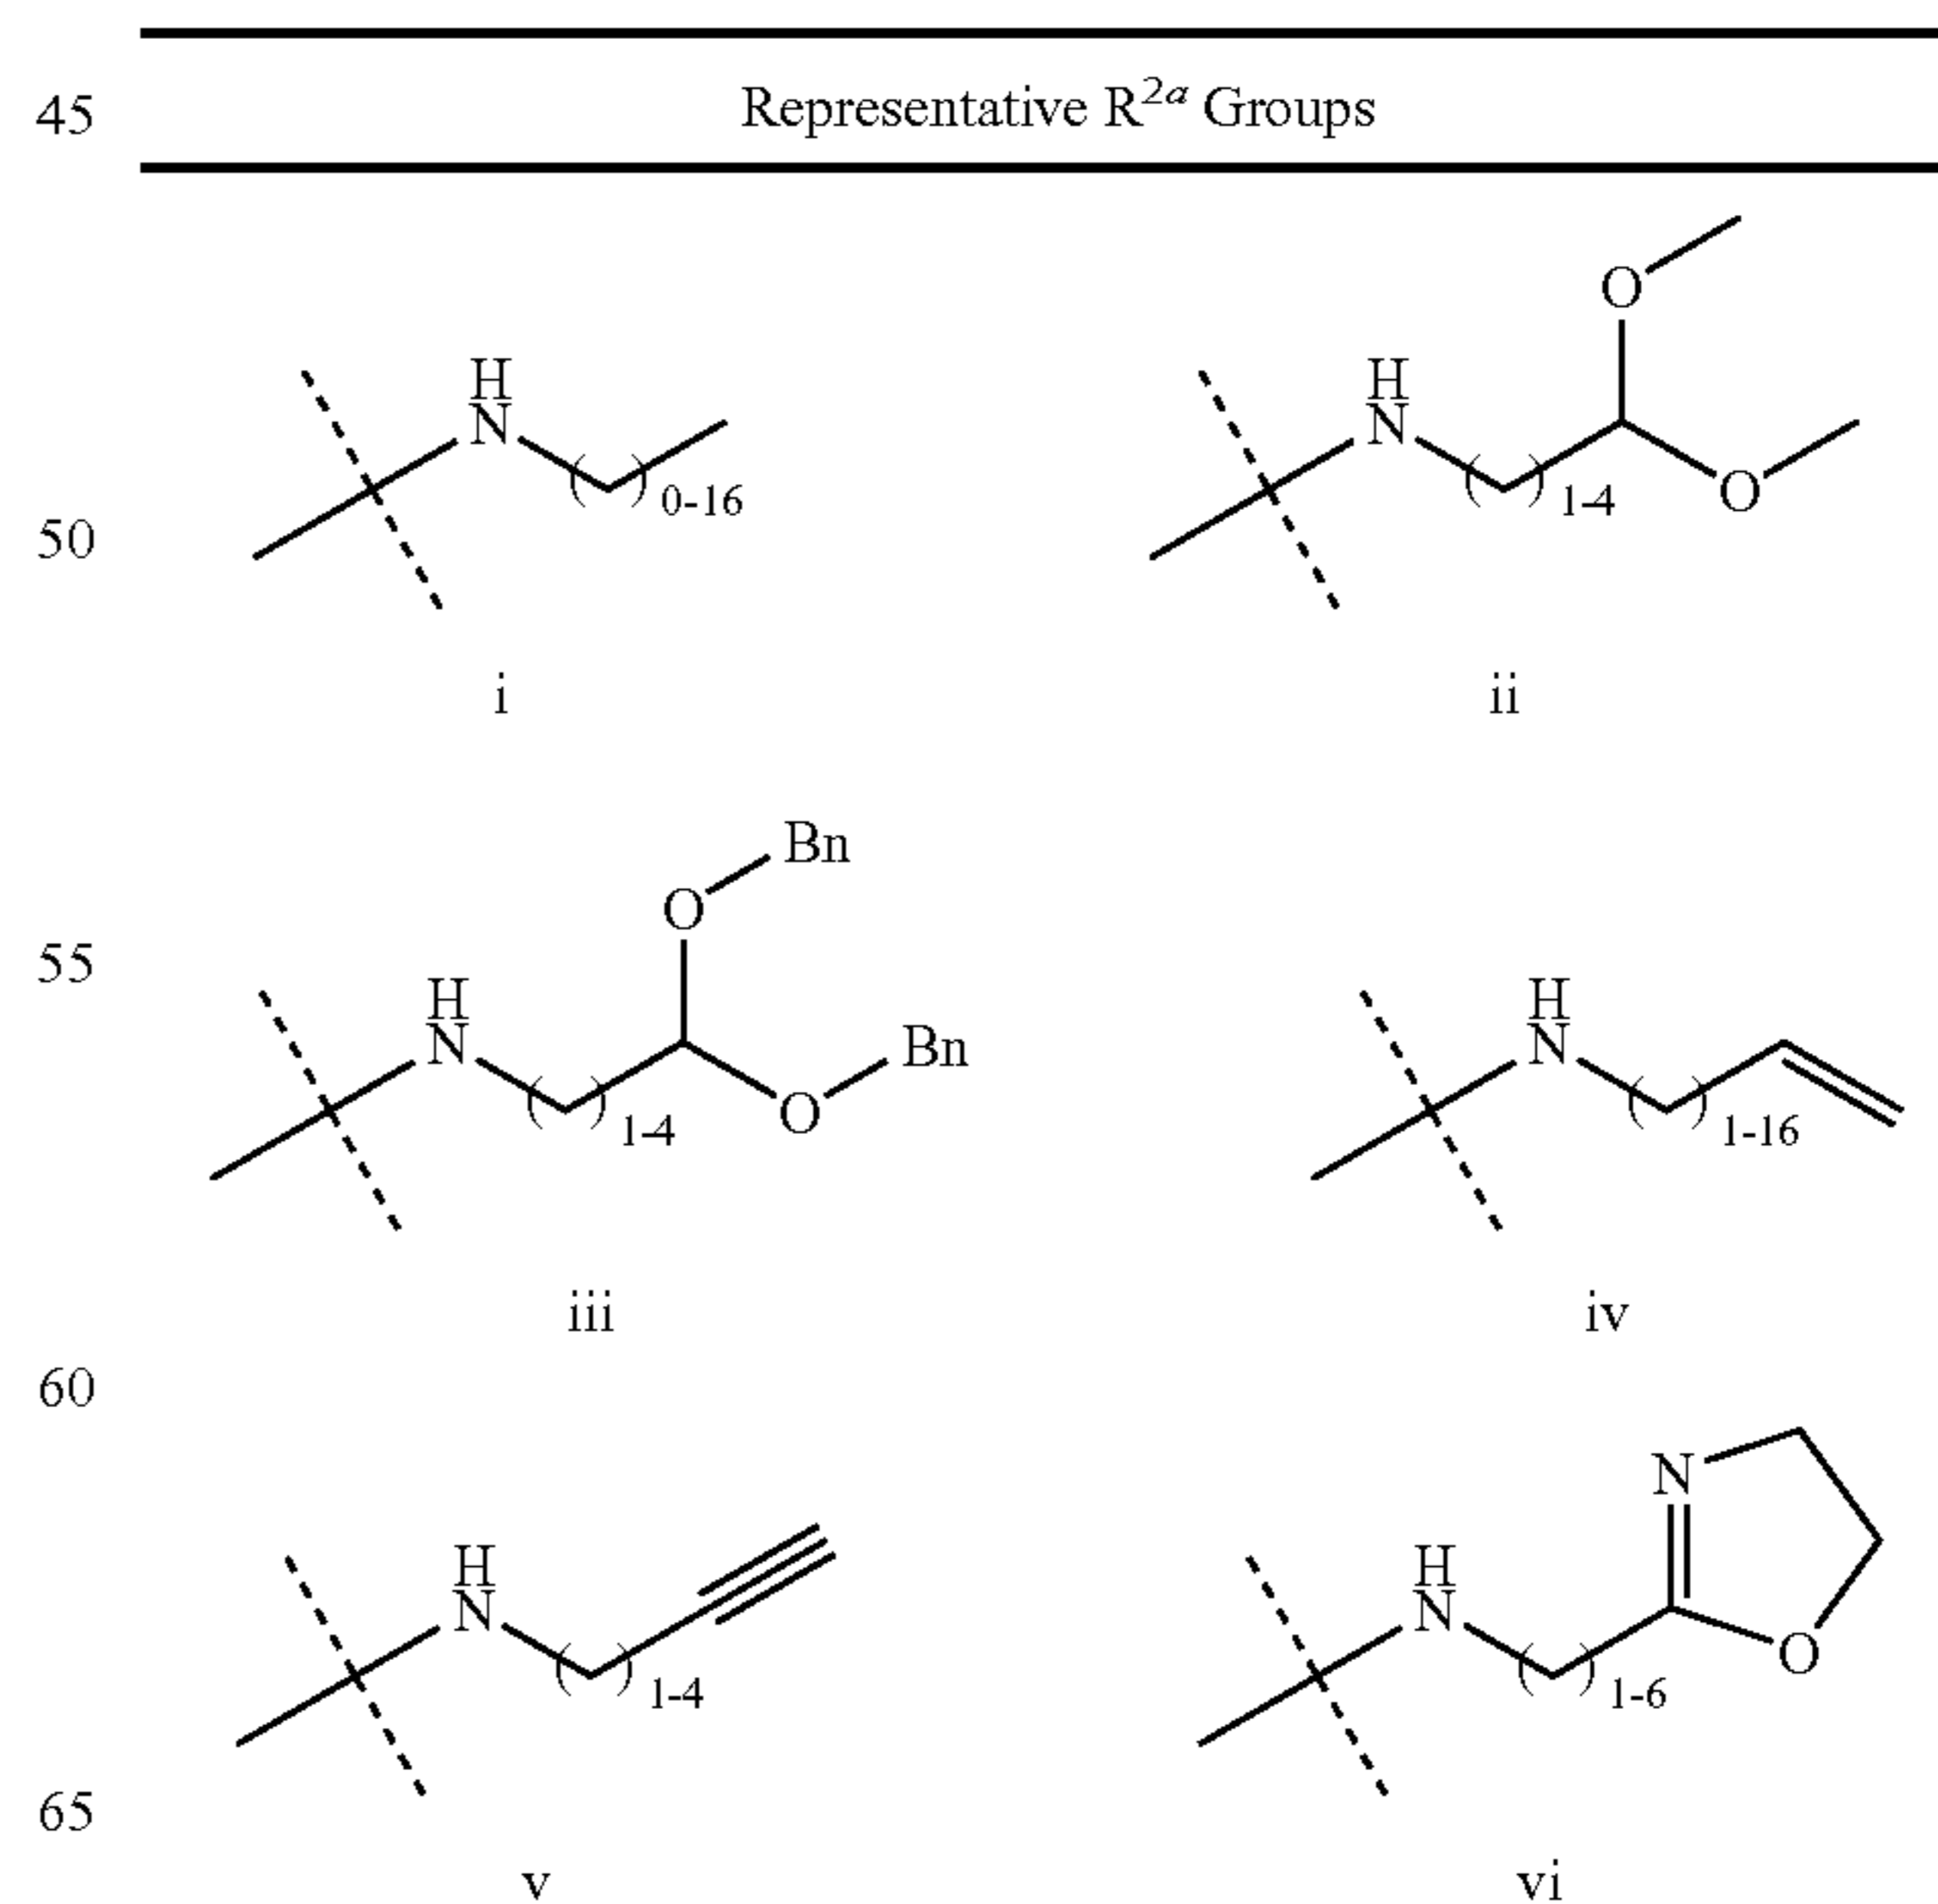 45
Representative R²ᵃ Groups
H
N
0-16
50
i
O
H
N
1-4
O
ii
Bn
O
55
H
N
1-4
O
Bn
iii
H
N
1-16
iv
60
H
N
1-4
65
v
N
H
N
1-6
O
vi